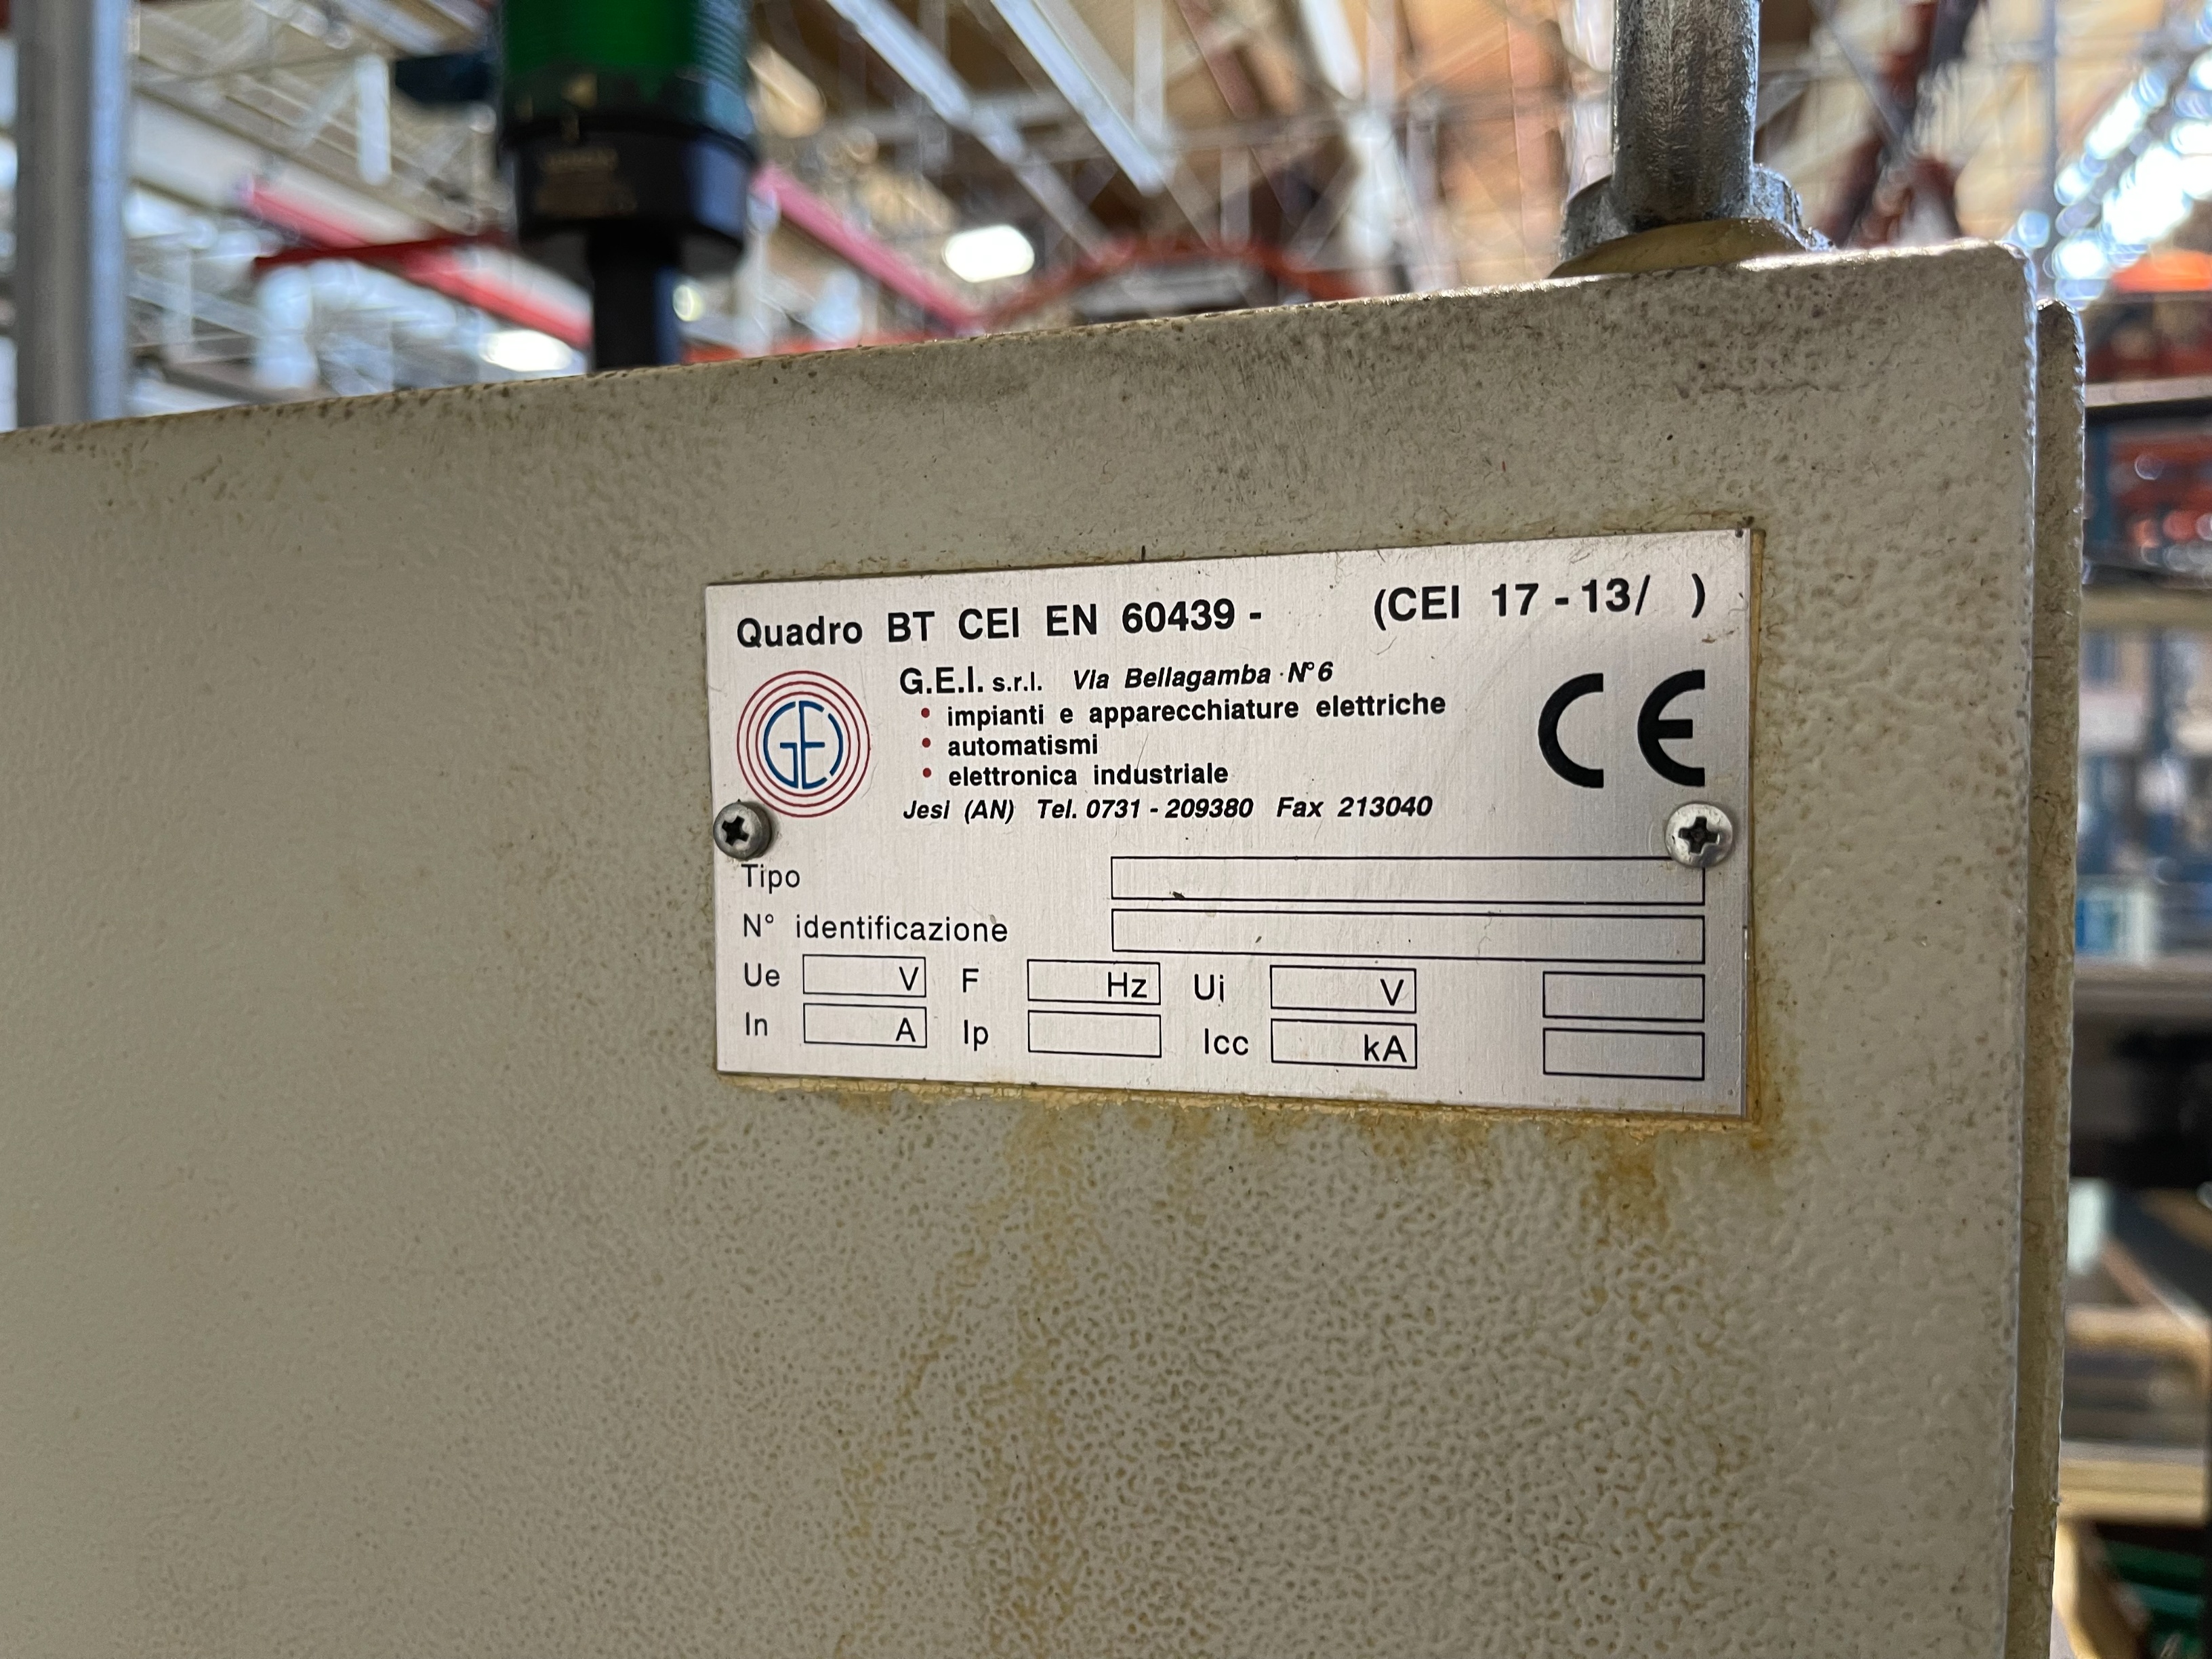 Quadro BT CEI EN 60439 - (CEI 17 - 13/ )
GEI
G.E.I. s.r.l. Via Bellagamba N° 6
• impianti e apparecchiature elettriche
• automatismi
• elettronica industriale
Jesi (AN) Tel. 0731 - 209380 Fax 213040
CE
Tipo
N° identificazione
Ue V F Hz Ui V
In A Ip Icc kA